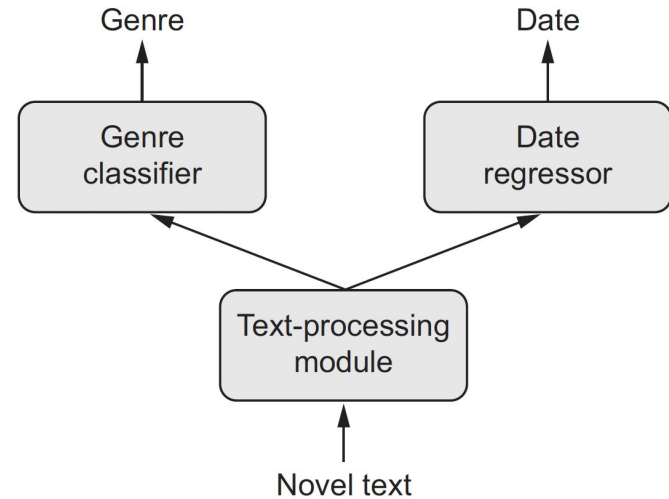 Genre
Date
Genre
classifier
Date
regressor
Text-processing
module
Novel text